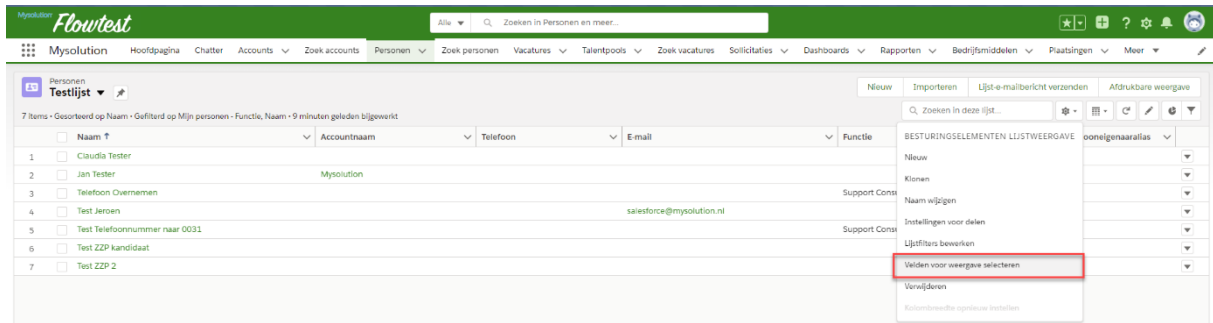 Mysolution Flowtest
Alle Zoeken in Personen en meer...
Mysolution Hoofdpagina Chatter Accounts Zoek accounts Personen Zoek personen Vacatures Talentpools Zoek vacatures Sollicitaties Dashboards Rapporten Bedrijfsmiddelen Plaatsingen Meer
Personen
Testlijst
Nieuw Importeren Lijst-e-mailbericht verzenden Afdrukbare weergave
7 items • Gesorteerd op Naam • Gefilterd op Mijn personen - Functie, Naam • 9 minuten geleden bijgewerkt
Zoeken in deze lijst...
Naam ↑ Accountnaam Telefoon E-mail Functie ooneigenaaralias
1 Claudia Tester
2 Jan Tester Mysolution
3 Telefoon Overnemen Support Consu
4 Test Jeroen salesforce@mysolution.nl
5 Test Telefoonnummer naar 0031 Support Consu
6 Test ZZP kandidaat
7 Test ZZP 2
BESTURINGSELEMENTEN LIJSTWEERGAVE
Nieuw
Klonen
Naam wijzigen
Instellingen voor delen
Lijstfilters bewerken
Velden voor weergave selecteren
Verwijderen
Kolombreedte opnieuw instellen